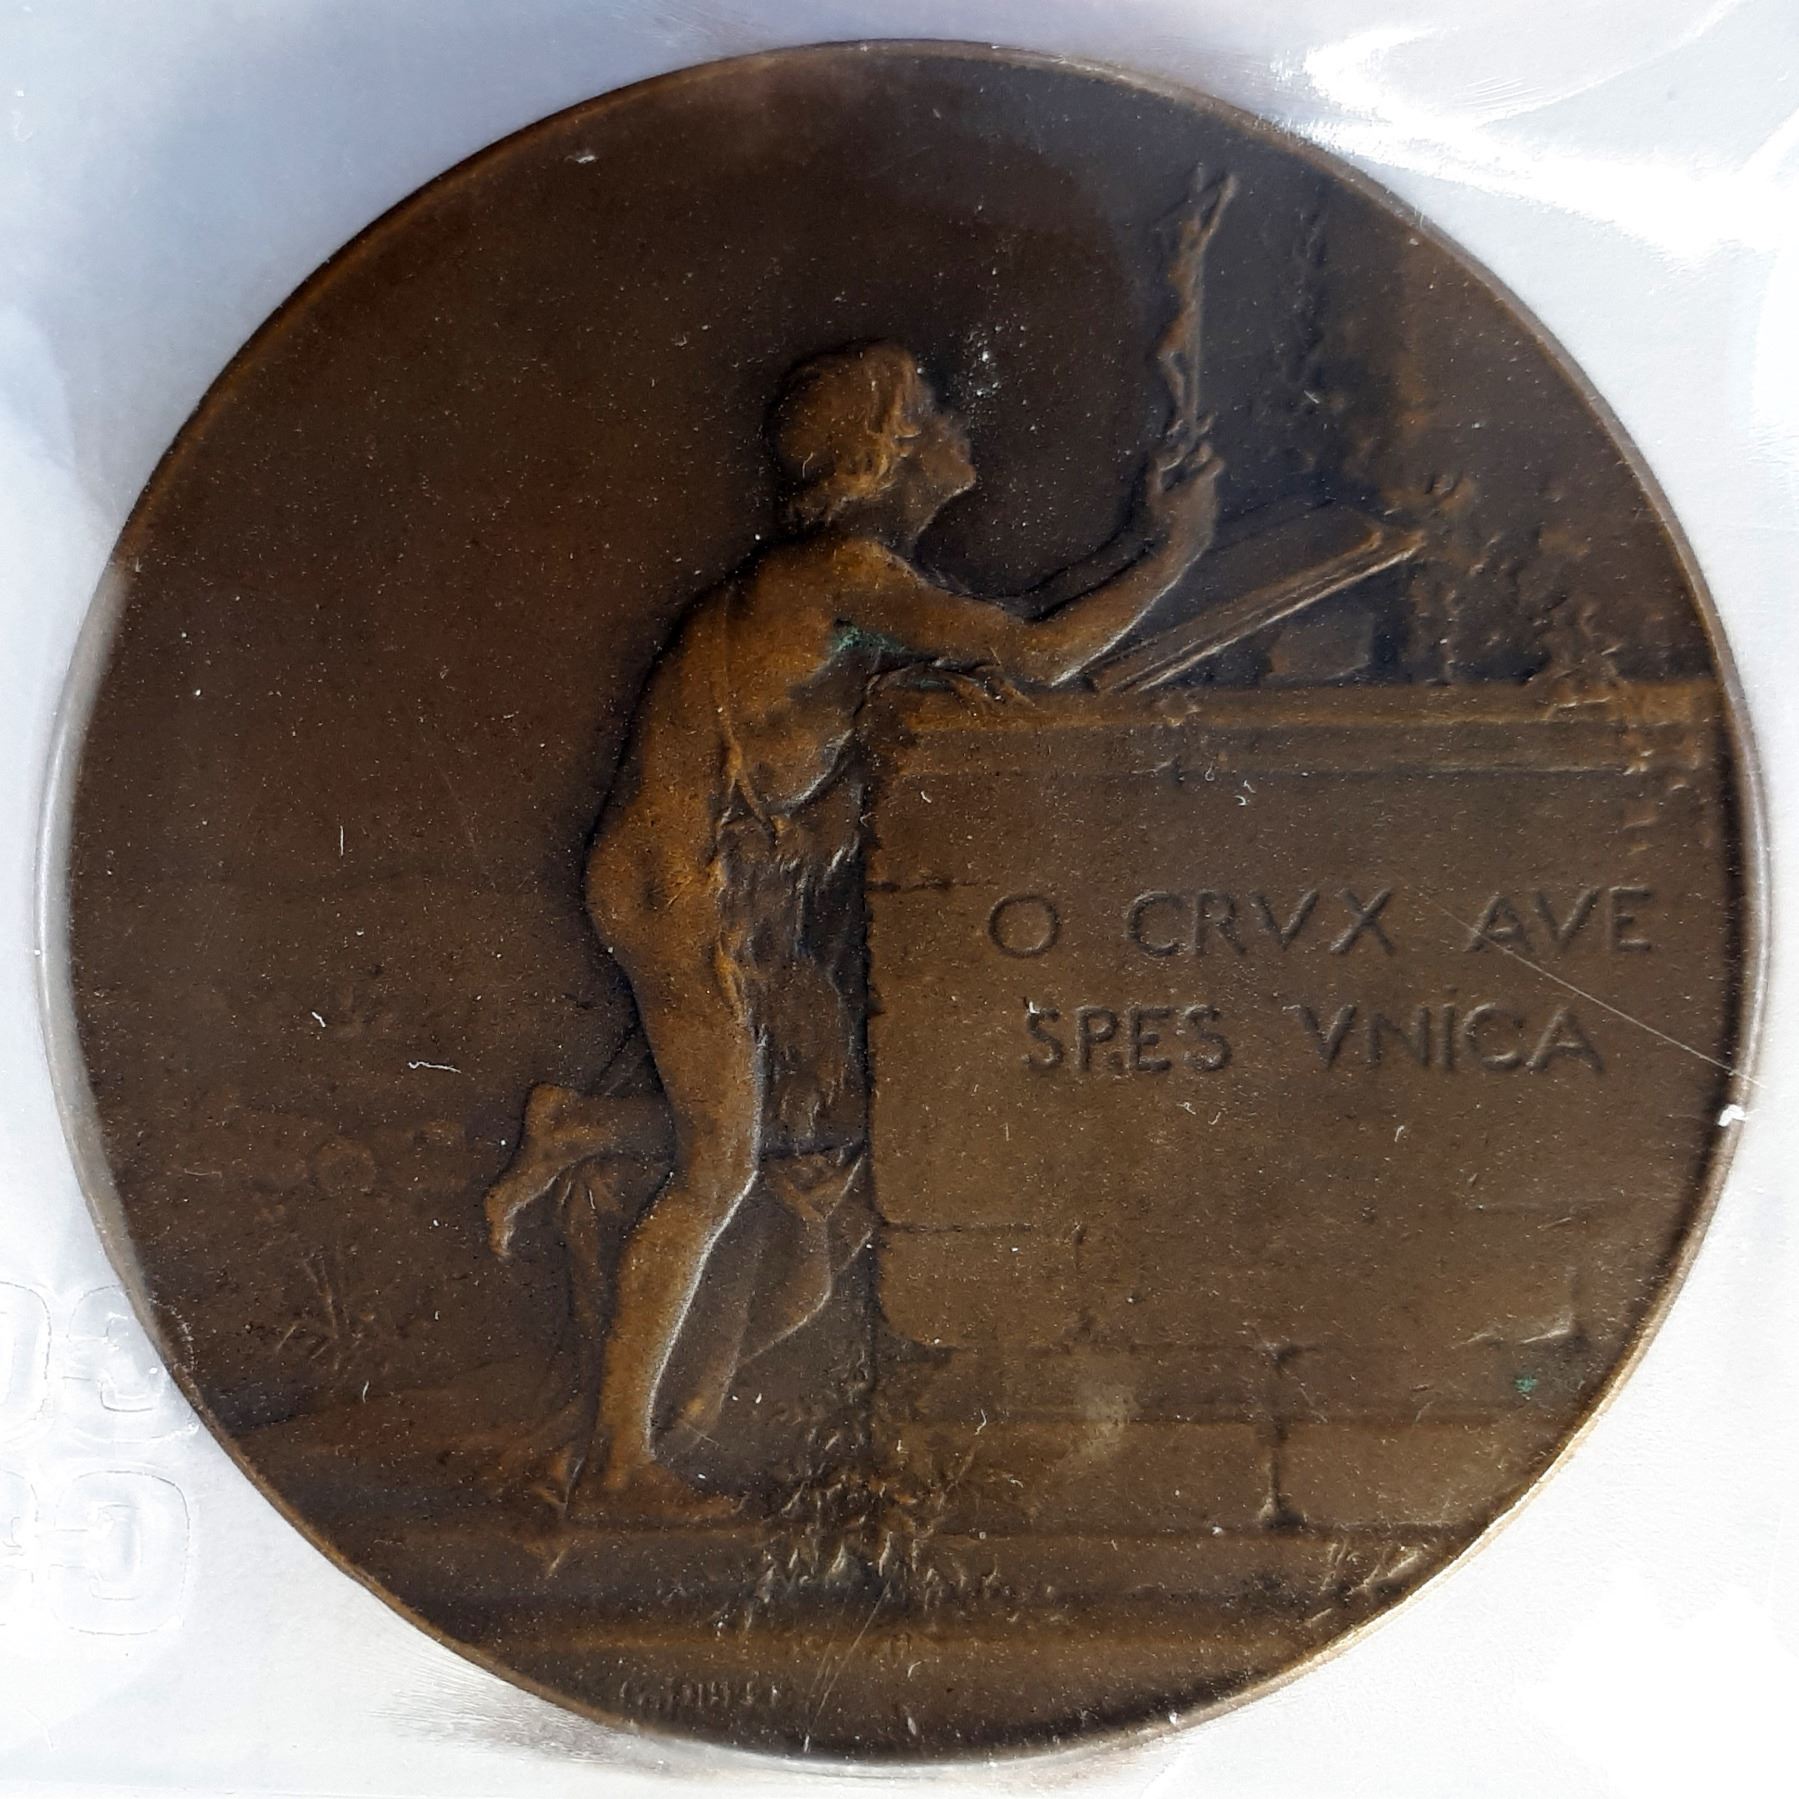 O CRVX AVE
SPES VNICA